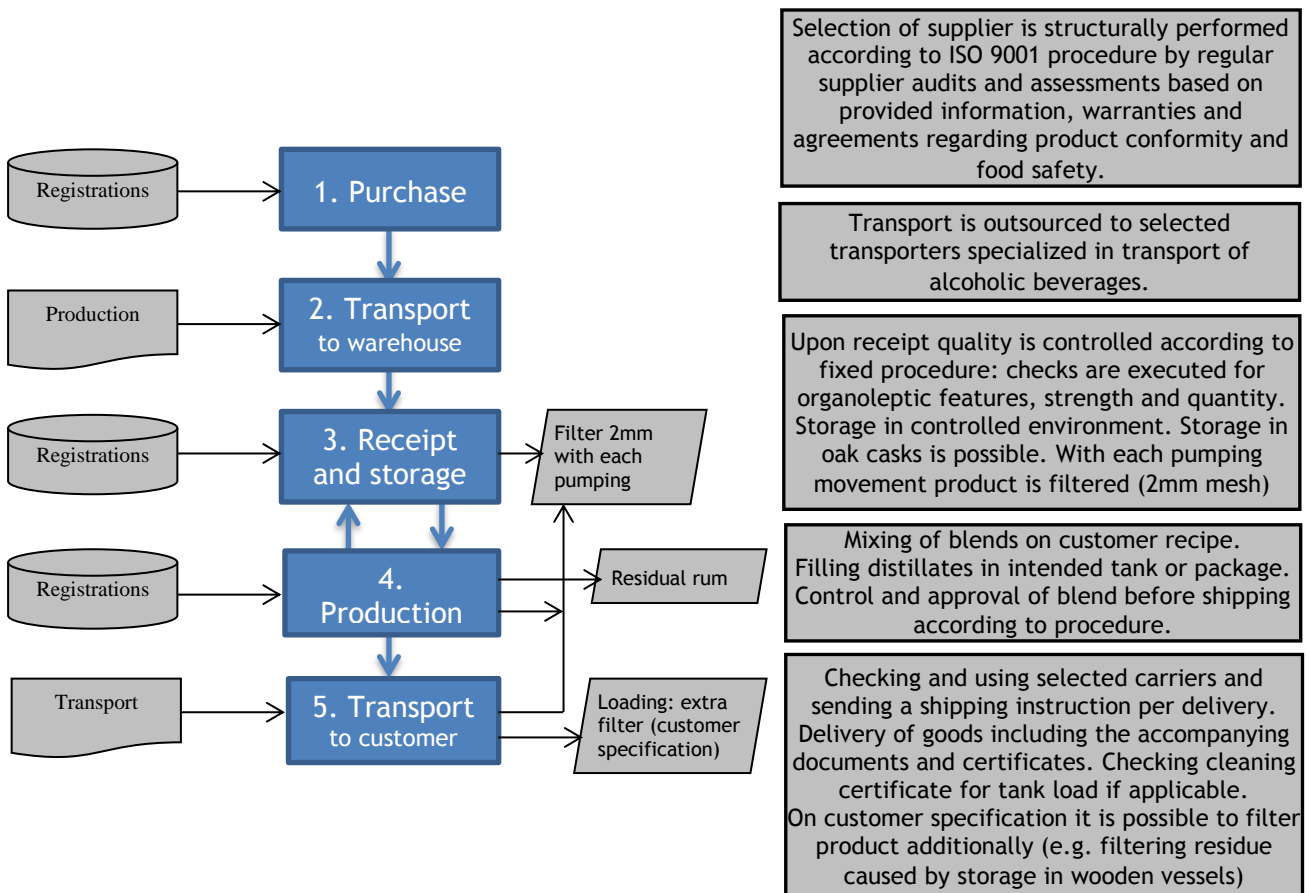 Selection of supplier is structurally performed
according to ISO 9001 procedure by regular
supplier audits and assessments based on
provided information, warranties and
agreements regarding product conformity and
food safety.
Registrations
1. Purchase
Transport is outsourced to selected
transporters specialized in transport of
alcoholic beverages.
Production
2. Transport
to warehouse
Upon receipt quality is controlled according to
fixed procedure: checks are executed for
organoleptic features, strength and quantity.
Storage in controlled environment. Storage in
oak casks is possible. With each pumping
movement product is filtered (2mm mesh)
Registrations
3. Receipt
and storage
Filter 2mm
with each
pumping
Mixing of blends on customer recipe.
Filling distillates in intended tank or package.
Control and approval of blend before shipping
according to procedure.
Registrations
4.
Production
Residual rum
Checking and using selected carriers and
sending a shipping instruction per delivery.
Delivery of goods including the accompanying
documents and certificates. Checking cleaning
certificate for tank load if applicable.
On customer specification it is possible to filter
product additionally (e.g. filtering residue
caused by storage in wooden vessels)
Transport
5. Transport
to customer
Loading: extra
filter (customer
specification)